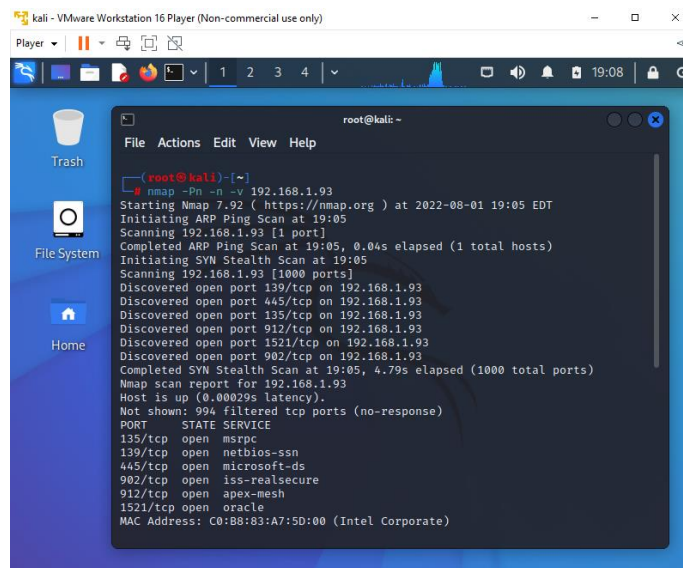 kali - VMware Workstation 16 Player (Non-commercial use only)
Player
1 2 3 4
19:08
Trash
File System
Home
root@kali: ~
File Actions Edit View Help
(root㉿kali)-[~]
# nmap -Pn -n -v 192.168.1.93
Starting Nmap 7.92 ( https://nmap.org ) at 2022-08-01 19:05 EDT
Initiating ARP Ping Scan at 19:05
Scanning 192.168.1.93 [1 port]
Completed ARP Ping Scan at 19:05, 0.04s elapsed (1 total hosts)
Initiating SYN Stealth Scan at 19:05
Scanning 192.168.1.93 [1000 ports]
Discovered open port 139/tcp on 192.168.1.93
Discovered open port 445/tcp on 192.168.1.93
Discovered open port 135/tcp on 192.168.1.93
Discovered open port 912/tcp on 192.168.1.93
Discovered open port 1521/tcp on 192.168.1.93
Discovered open port 902/tcp on 192.168.1.93
Completed SYN Stealth Scan at 19:05, 4.79s elapsed (1000 total ports)
Nmap scan report for 192.168.1.93
Host is up (0.00029s latency).
Not shown: 994 filtered tcp ports (no-response)
PORT STATE SERVICE
135/tcp open msrpc
139/tcp open netbios-ssn
445/tcp open microsoft-ds
902/tcp open iss-realsecure
912/tcp open apex-mesh
1521/tcp open oracle
MAC Address: C0:B8:83:A7:5D:00 (Intel Corporate)